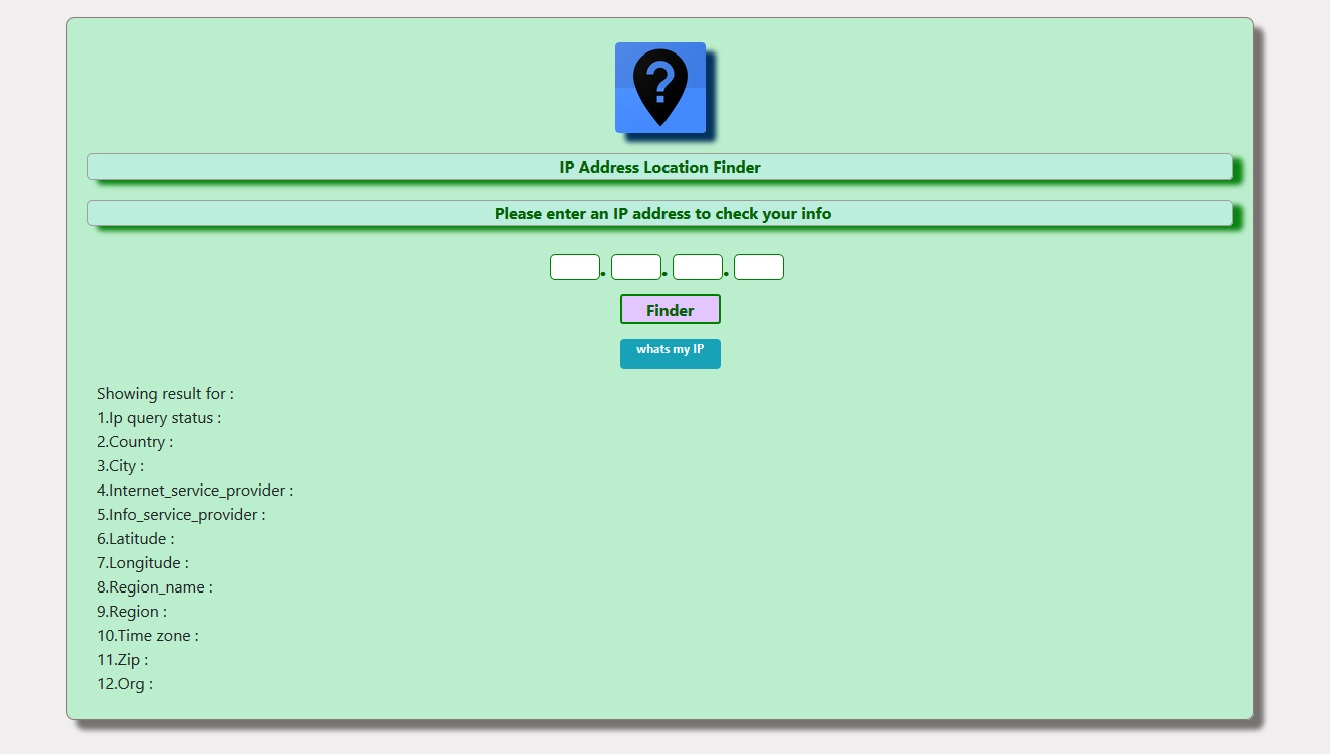 ?
IP Address Location Finder
Please enter an IP address to check your info
. . .
Finder
whats my IP
Showing result for :
1.Ip query status :
2.Country :
3.City :
4.Internet_service_provider :
5.Info_service_provider :
6.Latitude :
7.Longitude :
8.Region_name :
9.Region :
10.Time zone :
11.Zip :
12.Org :